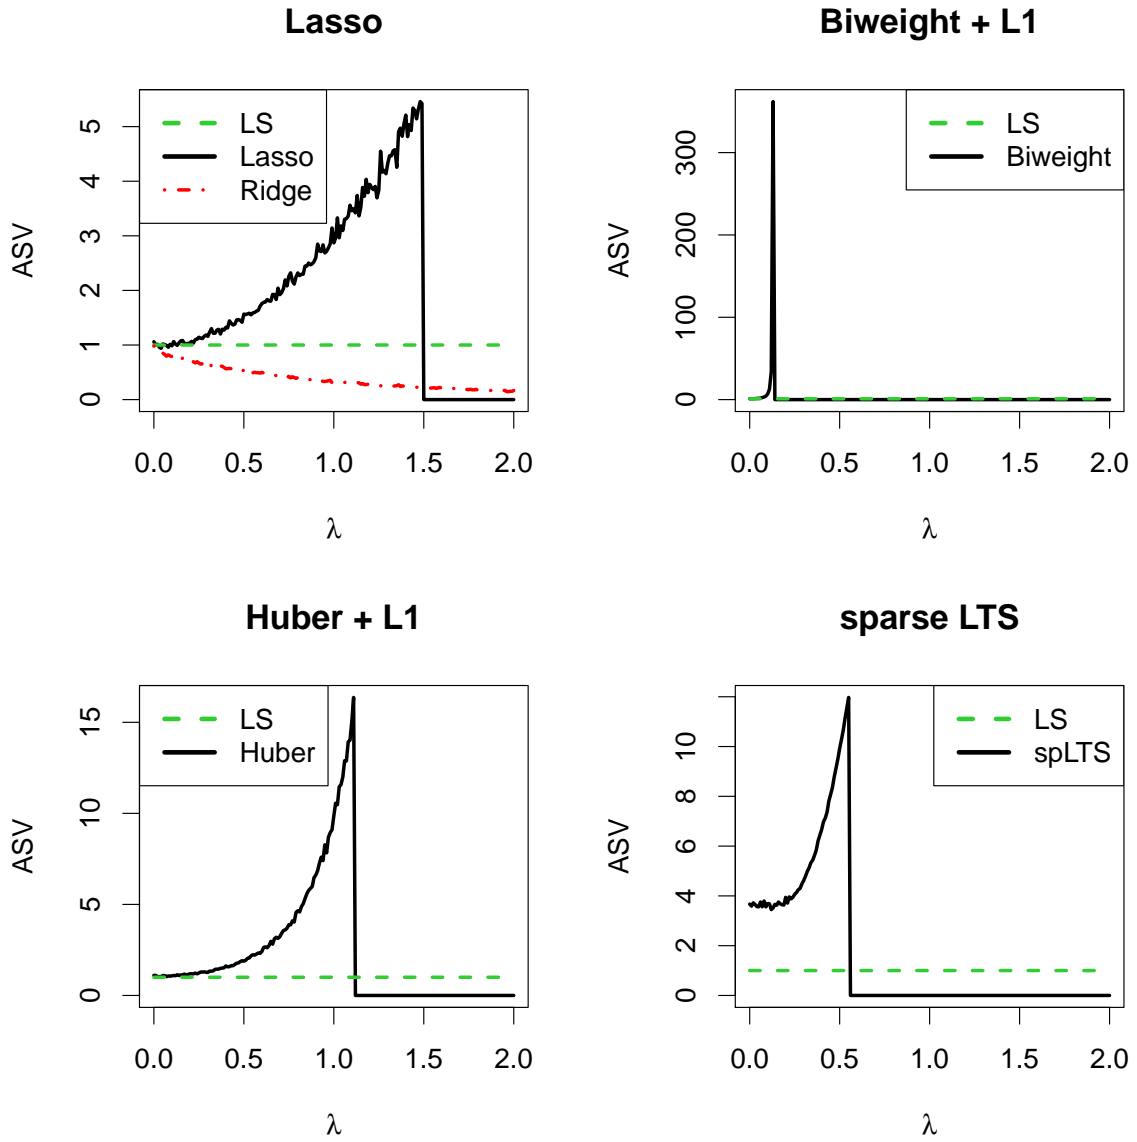 Lasso
ASV
0 1 2 3 4 5
LS
Lasso
Ridge
0.0 0.5 1.0 1.5 2.0
λ
Biweight + L1
ASV
0 100 200 300
LS
Biweight
0.0 0.5 1.0 1.5 2.0
λ
Huber + L1
ASV
0 5 10 15
LS
Huber
0.0 0.5 1.0 1.5 2.0
λ
sparse LTS
ASV
0 2 4 6 8 10
LS
spLTS
0.0 0.5 1.0 1.5 2.0
λ